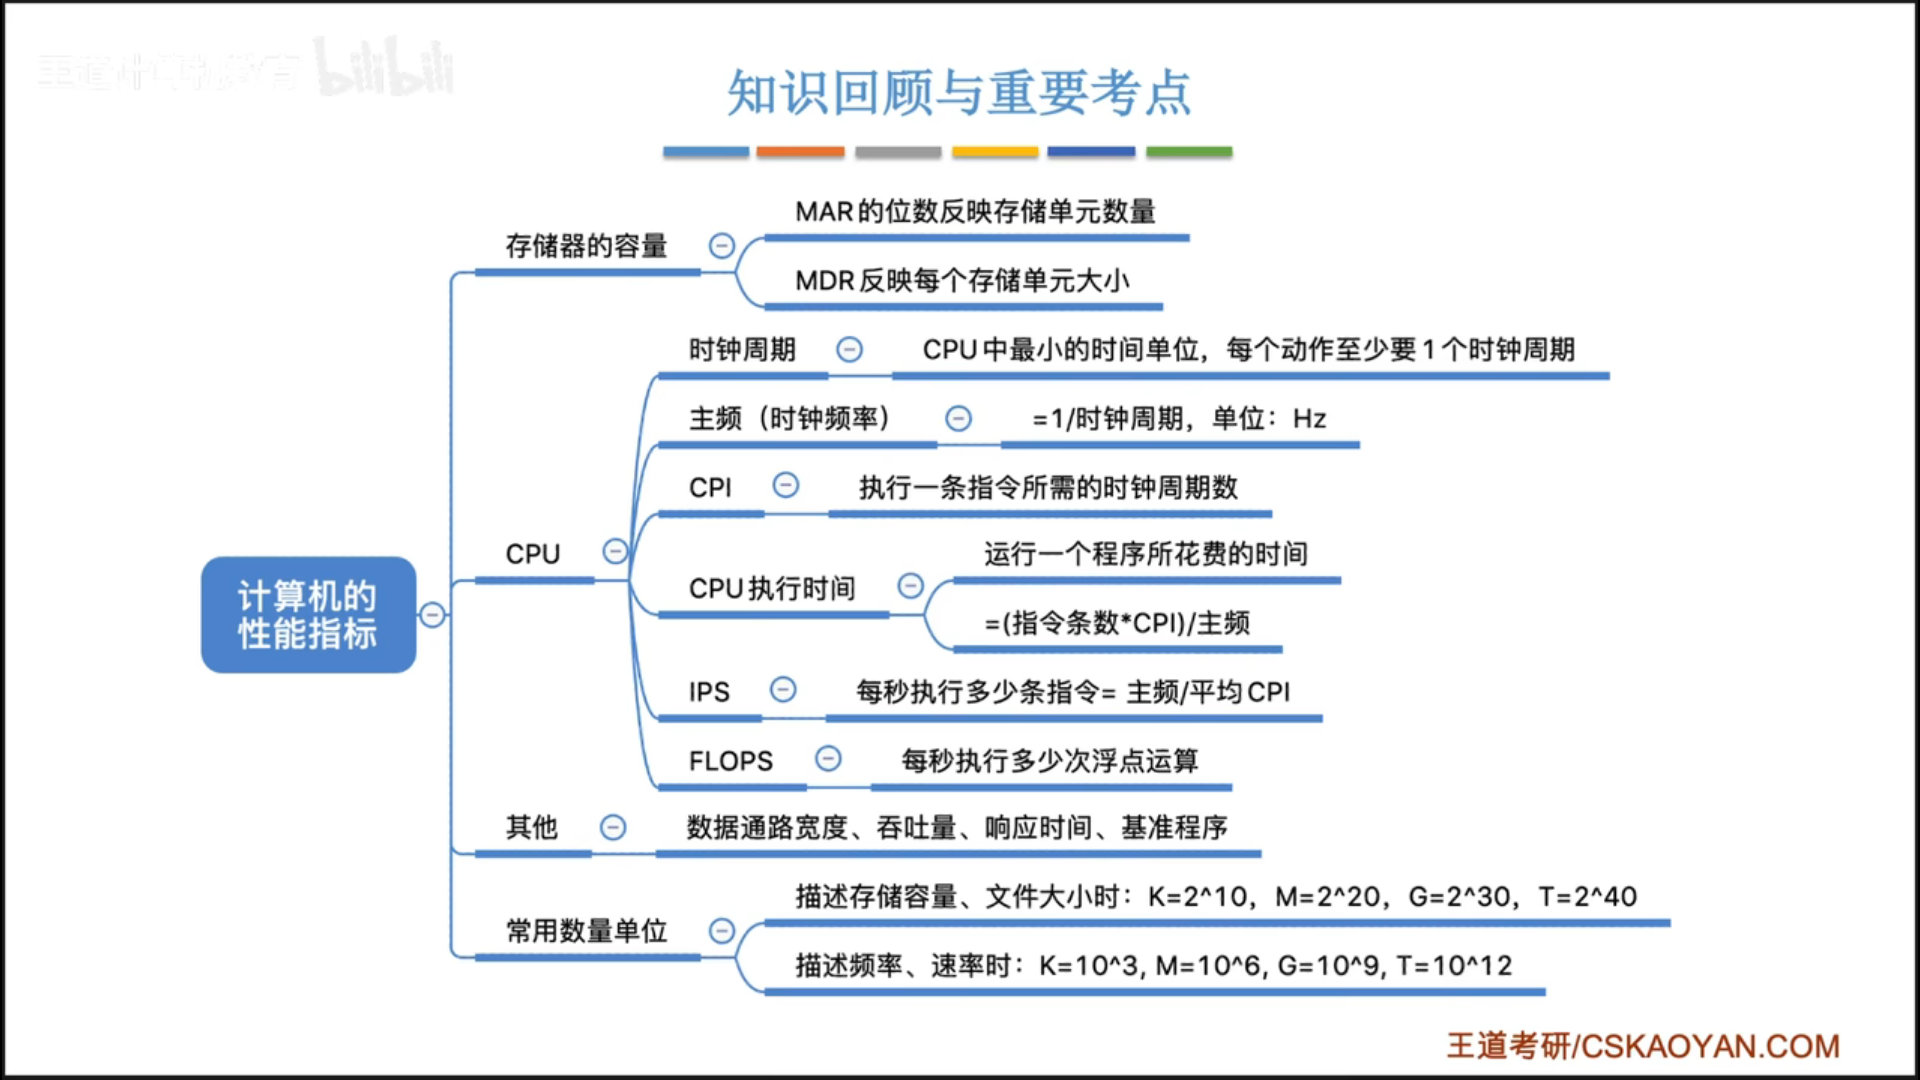 王道计算机教育 bilibili
知识回顾与重要考点
存储器的容量
MAR的位数反映存储单元数量
MDR反映每个存储单元大小
计算机的
性能指标
CPU
时钟周期
CPU中最小的时间单位，每个动作至少要1个时钟周期
主频（时钟频率）
=1/时钟周期，单位：Hz
CPI
执行一条指令所需的时钟周期数
CPU执行时间
运行一个程序所花费的时间
=(指令条数*CPI)/主频
IPS
每秒执行多少条指令= 主频/平均CPI
FLOPS
每秒执行多少次浮点运算
其他
数据通路宽度、吞吐量、响应时间、基准程序
常用数量单位
描述存储容量、文件大小时：K=2^10，M=2^20，G=2^30，T=2^40
描述频率、速率时：K=10^3, M=10^6, G=10^9, T=10^12
王道考研/CSKAOYAN.COM